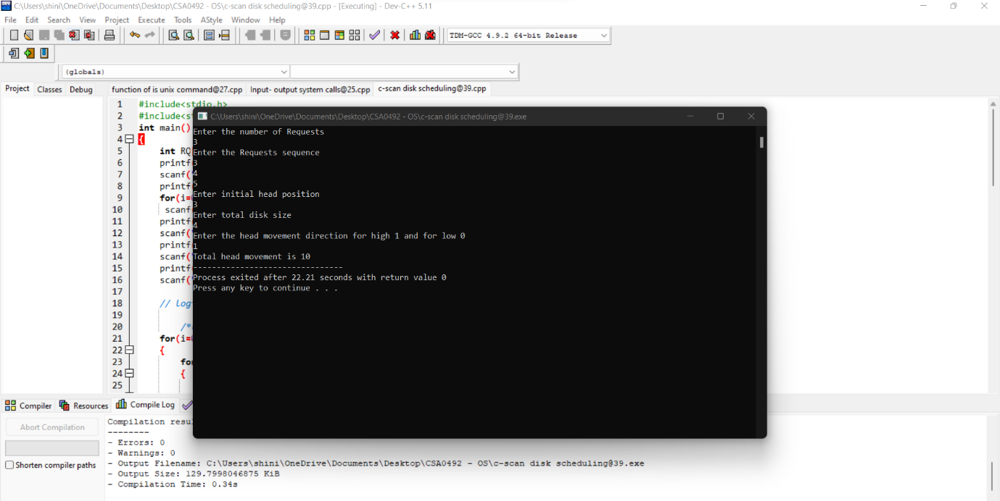 C:\Users\shini\OneDrive\Documents\Desktop\CSA0492 - OS\c-scan disk scheduling@39.cpp - [Executing] - Dev-C++ 5.11
File Edit Search View Project Execute Tools AStyle Window Help
TDM-GCC 4.9.2 64-bit Release
(globals)
Project Classes Debug
function of is unix command@27.cpp Input- output system calls@25.cpp c-scan disk scheduling@39.cpp
1 #include<stdio.h>
2 #include<st
3 int main()
4 {
5 int RQ
6 printf
7 scanf("
8 printf
9 for(i=
10 scanf
11 printf
12 scanf("
13 printf
14 scanf("
15 printf
16 scanf("
17
18 // log
19
20 /*
21 for(i=
22 {
23 fo
24 {
25
C:\Users\shini\OneDrive\Documents\Desktop\CSA0492 - OS\c-scan disk scheduling@39.exe
Enter the number of Requests
3
Enter the Requests sequence
3
4
5
Enter initial head position
3
Enter total disk size
4
Enter the head movement direction for high 1 and for low 0
1
Total head movement is 10
--------------------------------
Process exited after 22.21 seconds with return value 0
Press any key to continue . . .
Compiler Resources Compile Log
Abort Compilation
Shorten compiler paths
Compilation resu
--------
- Errors: 0
- Warnings: 0
- Output Filename: C:\Users\shini\OneDrive\Documents\Desktop\CSA0492 - OS\c-scan disk scheduling@39.exe
- Output Size: 129.7998046875 KiB
- Compilation Time: 0.34s